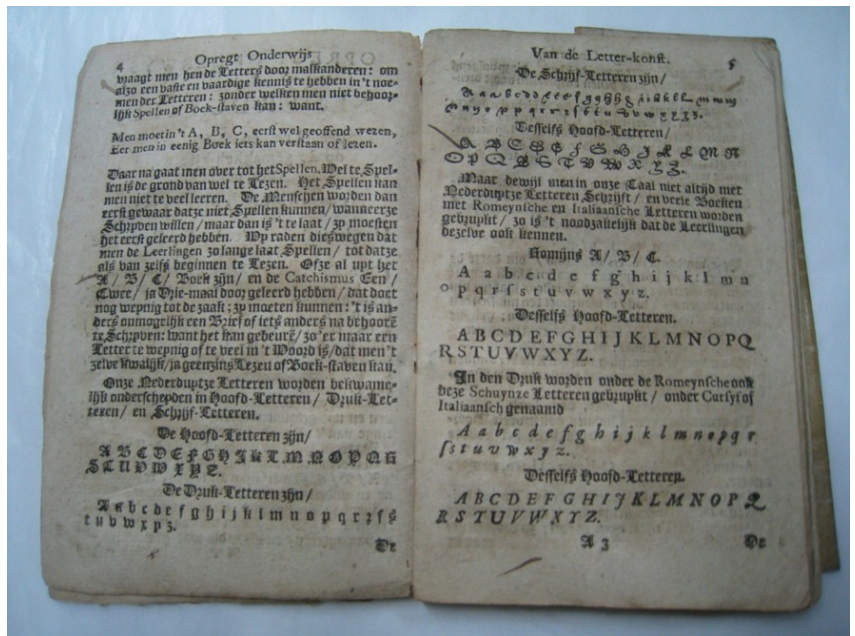 4 Opregt Onderwijs
vraagt men hen de Letters door malkanderen: om
alzo een vaste en vaardige kennis te hebben in 't noe-
men der Letteren: zonder welken men niet behoor-
lijk Spellen of Boek-staven kan: want.
Men moet in 't A, B, C, eerst wel geoffend wezen,
Eer men in eenig Boek iets kan verstaan of lezen.
Daar na gaat men over tot het Spellen. Wel te Spel-
len is de grond van wel te Lezen. Het Spellen kan
men niet te veel leeren. De Menschen worden dan
eerst gewaar datze niet Spellen kunnen / wanneerze
Schryven willen / maar dan is 't te laat / zy moesten
het eerst geleerd hebben. Wy raden dieswegen dat
men de Leerlingen zo lange laat Spellen / tot datze
als van zelfs beginnen te Lezen. Ofze al uyt het
A / B / C / Boek zijn / en de Catechismus Een /
Twee / ja Drie-maal door geleerd hebben / dat doet
nog weynig tot de zaak; zy moeten kunnen: 't is an-
ders onmogelijk een Brief of iets anders na behoorē
te Schryven: want het kan gebeurē / zo'er maar een
Letter te weynig of te veel in 't Woord is / dat men 't
zelve kwalijk / ja geenzins Lezen of Boek-staven kan.
Onze Nederduytze Letteren worden bekwame-
lijk onderscheyden in Hoofd-Letteren / Druk-Let-
teren / en Schrijf-Letteren.
De Hoofd-Letteren zijn /
A B C D E F G H I K L M N O P Q R
S T U V W X Y Z.
De Druk-Letteren zijn /
A a b c d e f g h i j k l m n o p q r z ſ s
t u v w x y z.
De
Van de Letter-konst. 5
De Schrijf-Letteren zijn /
Desselfs Hoofd-Letteren /
Maar dewijl men in onze Taal niet altijd met
Nederduytze Letteren Schrijft / en veele Boeken
met Romeynsche en Italiaansche Letteren worden
gebruykt / zo is 't noodzakelijk dat de Leerlingen
dezelve ook kennen.
Romijns A / B / C.
A a b c d e f g h i j k l m n
o p q r ſ s t u v w x y z.
Desselfs Hoofd-Letteren.
A B C D E F G H I J K L M N O P Q
R S T U V W X Y Z.
In den Druk worden onder de Romeynsche ook
deze Schuynze Letteren gebruykt / onder Cursyf of
Italiaansch genaamd
A a b c d e f g h i j k l m n o p q r
ſ s t u v w x y z.
Desselfs Hoofd-Letteren.
A B C D E F G H I J K L M N O P Q
R S T U V W X Y Z.
A 3 De